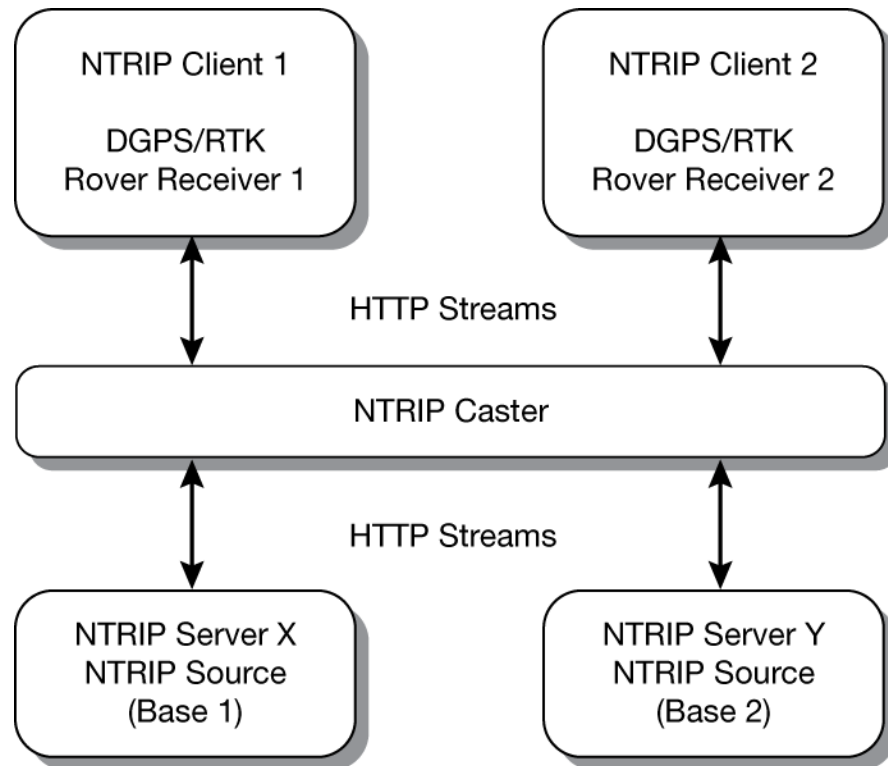 NTRIP Client 1
DGPS/RTK
Rover Receiver 1
NTRIP Client 2
DGPS/RTK
Rover Receiver 2
HTTP Streams
NTRIP Caster
HTTP Streams
NTRIP Server X
NTRIP Source
(Base 1)
NTRIP Server Y
NTRIP Source
(Base 2)